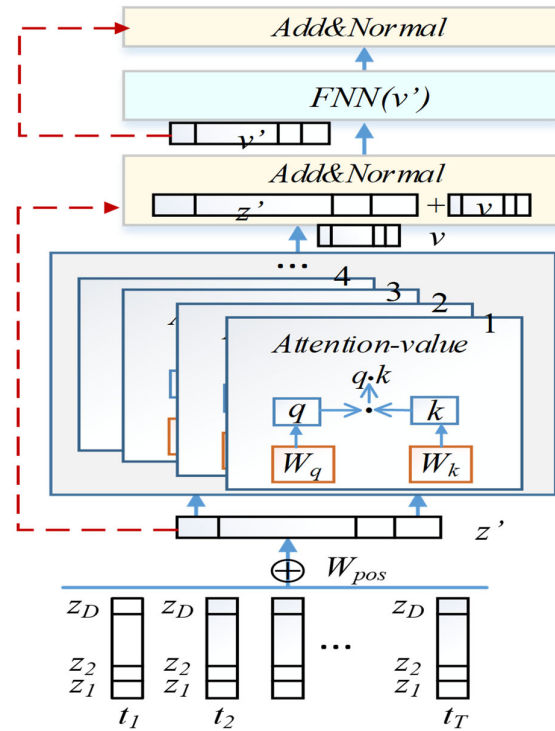 Add&Normal
FNN(v’)
v’
Add&Normal
z’ + v
v
...
4
3
2
1
Attention-value
q·k
q k
W_q W_k
z’
W_pos
z_D z_D z_D
...
z_2 z_2 z_2
z_1 z_1 z_1
t_1 t_2 t_T